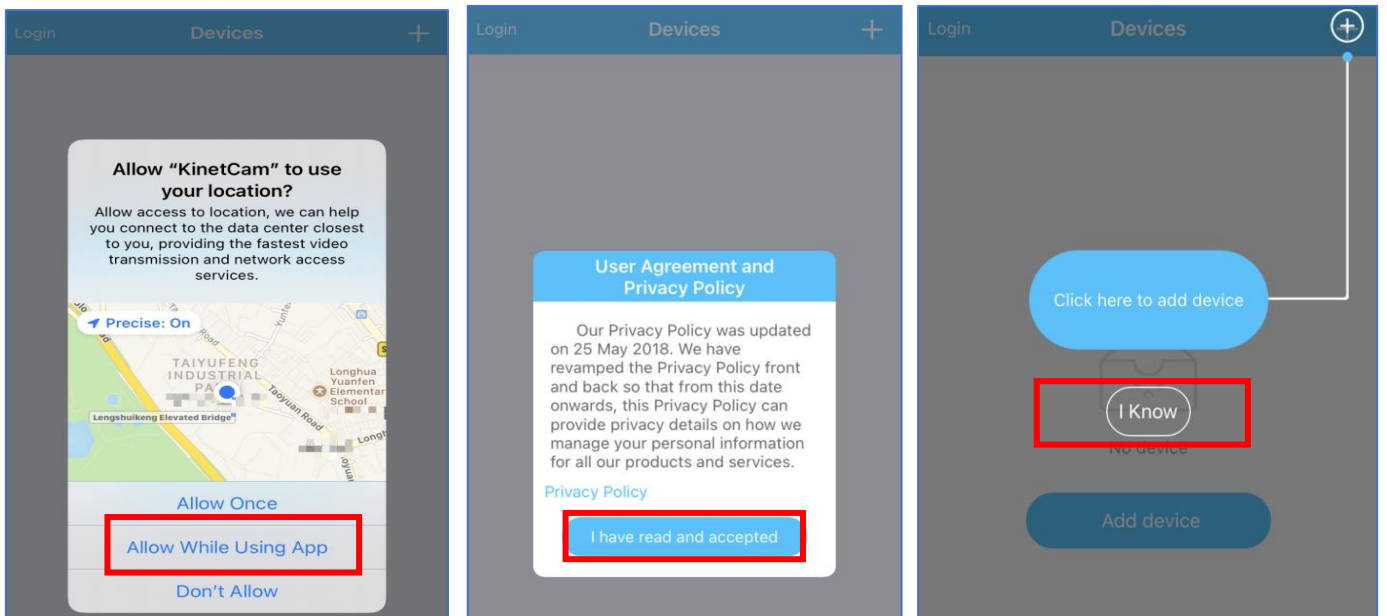 Login
Devices
Allow “KinetCam” to use
your location?
Allow access to location, we can help
you connect to the data center closest
to you, providing the fastest video
transmission and network access
services.
Precise: On
Road
TAIYUFENG
INDUSTRIAL
Longhua
Yuanfen
Elementar
School
Taoyuan Road
Lengshuikeng Elevated Bridge
Allow Once
Allow While Using App
Don’t Allow
Login
Devices
User Agreement and
Privacy Policy
Our Privacy Policy was updated
on 25 May 2018. We have
revamped the Privacy Policy front
and back so that from this date
onwards, this Privacy Policy can
provide privacy details on how we
manage your personal information
for all our products and services.
Privacy Policy
I have read and accepted
Login
Devices
Click here to add device
I Know
No device
Add device